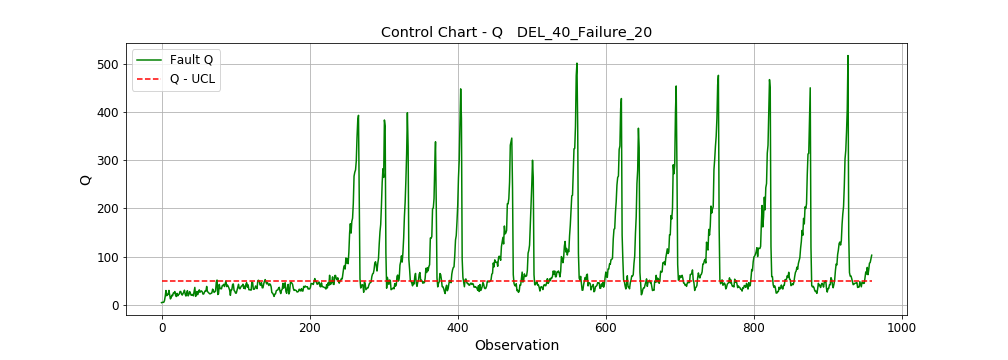 Control Chart - Q   DEL_40_Failure_20
Fault Q
Q - UCL
500
400
300
200
100
0
Q
0 200 400 600 800 1000
Observation